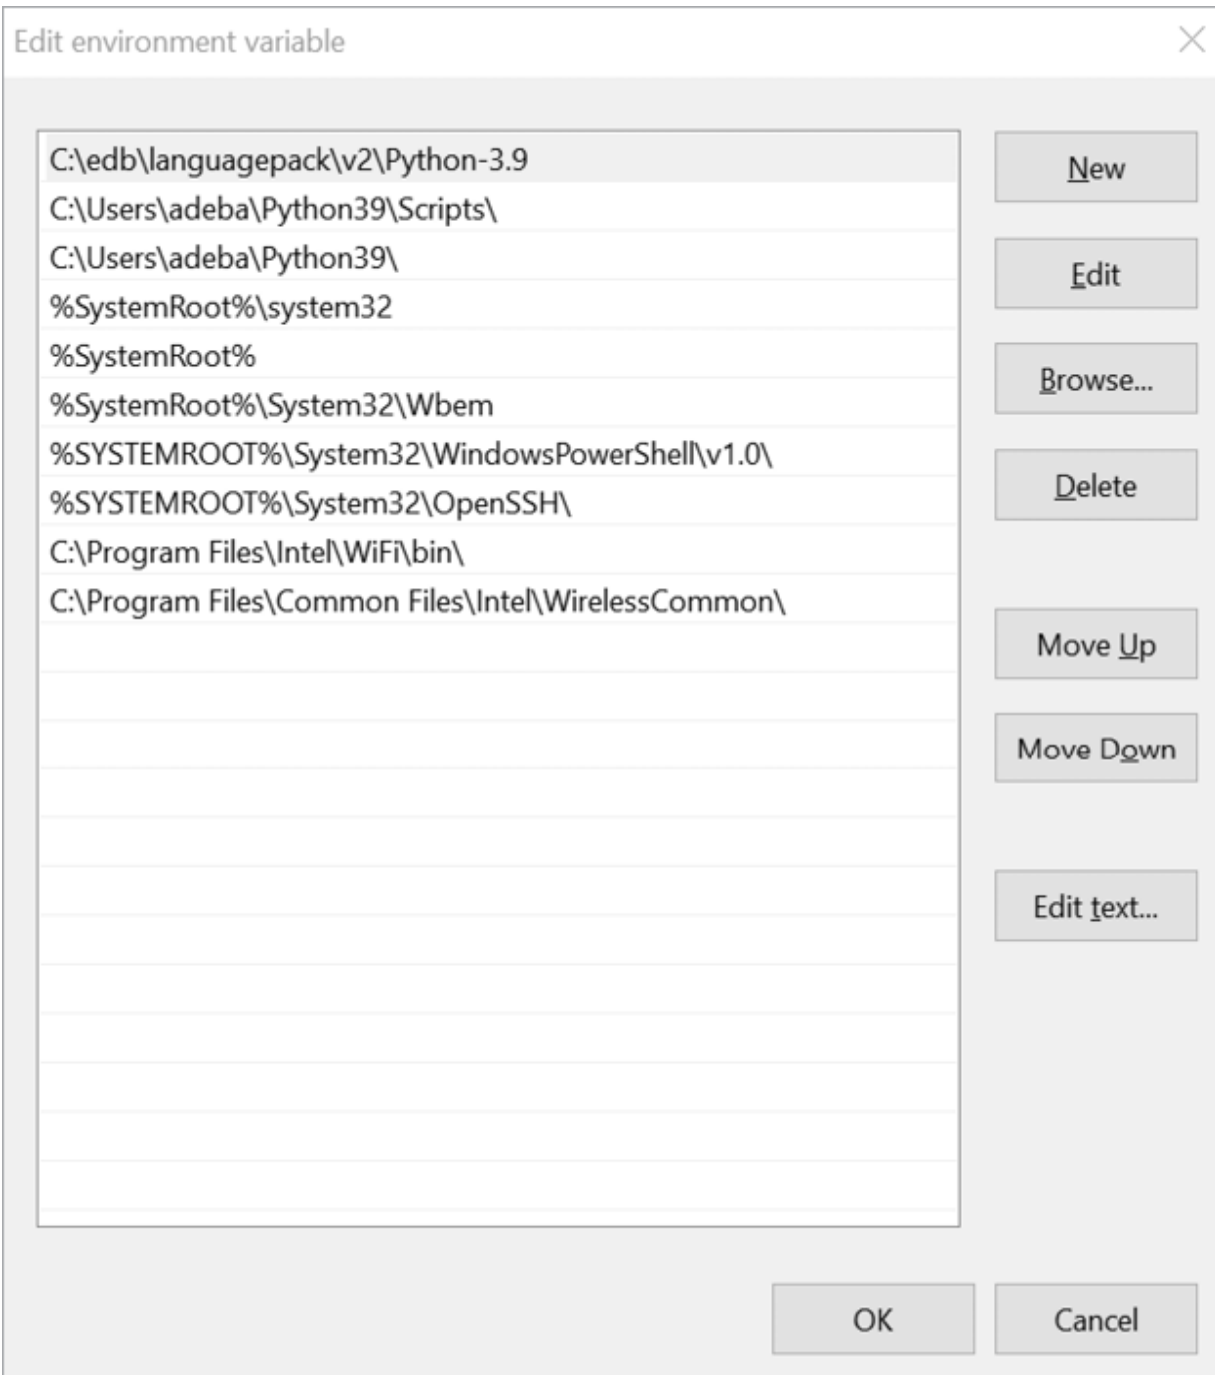 Edit environment variable
C:\edb\languagepack\v2\Python-3.9
C:\Users\adeba\Python39\Scripts\
C:\Users\adeba\Python39\
%SystemRoot%\system32
%SystemRoot%
%SystemRoot%\System32\Wbem
%SYSTEMROOT%\System32\WindowsPowerShell\v1.0\
%SYSTEMROOT%\System32\OpenSSH\
C:\Program Files\Intel\WiFi\bin\
C:\Program Files\Common Files\Intel\WirelessCommon\
New
Edit
Browse...
Delete
Move Up
Move Down
Edit text...
OK
Cancel